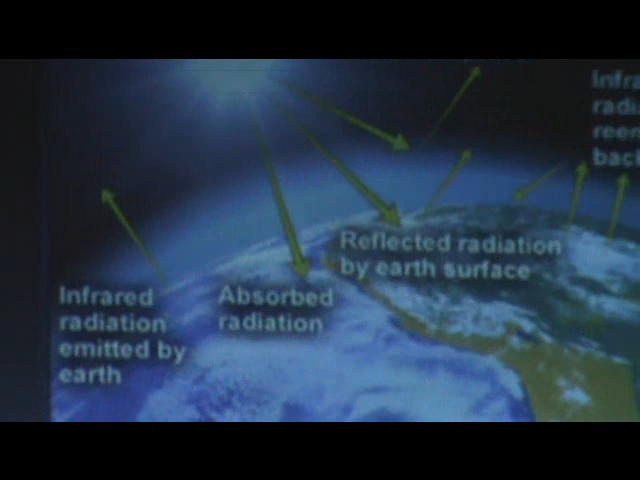 Reflected radiation
by earth surface
Infrared
radiation
emitted by
earth
Absorbed
radiation